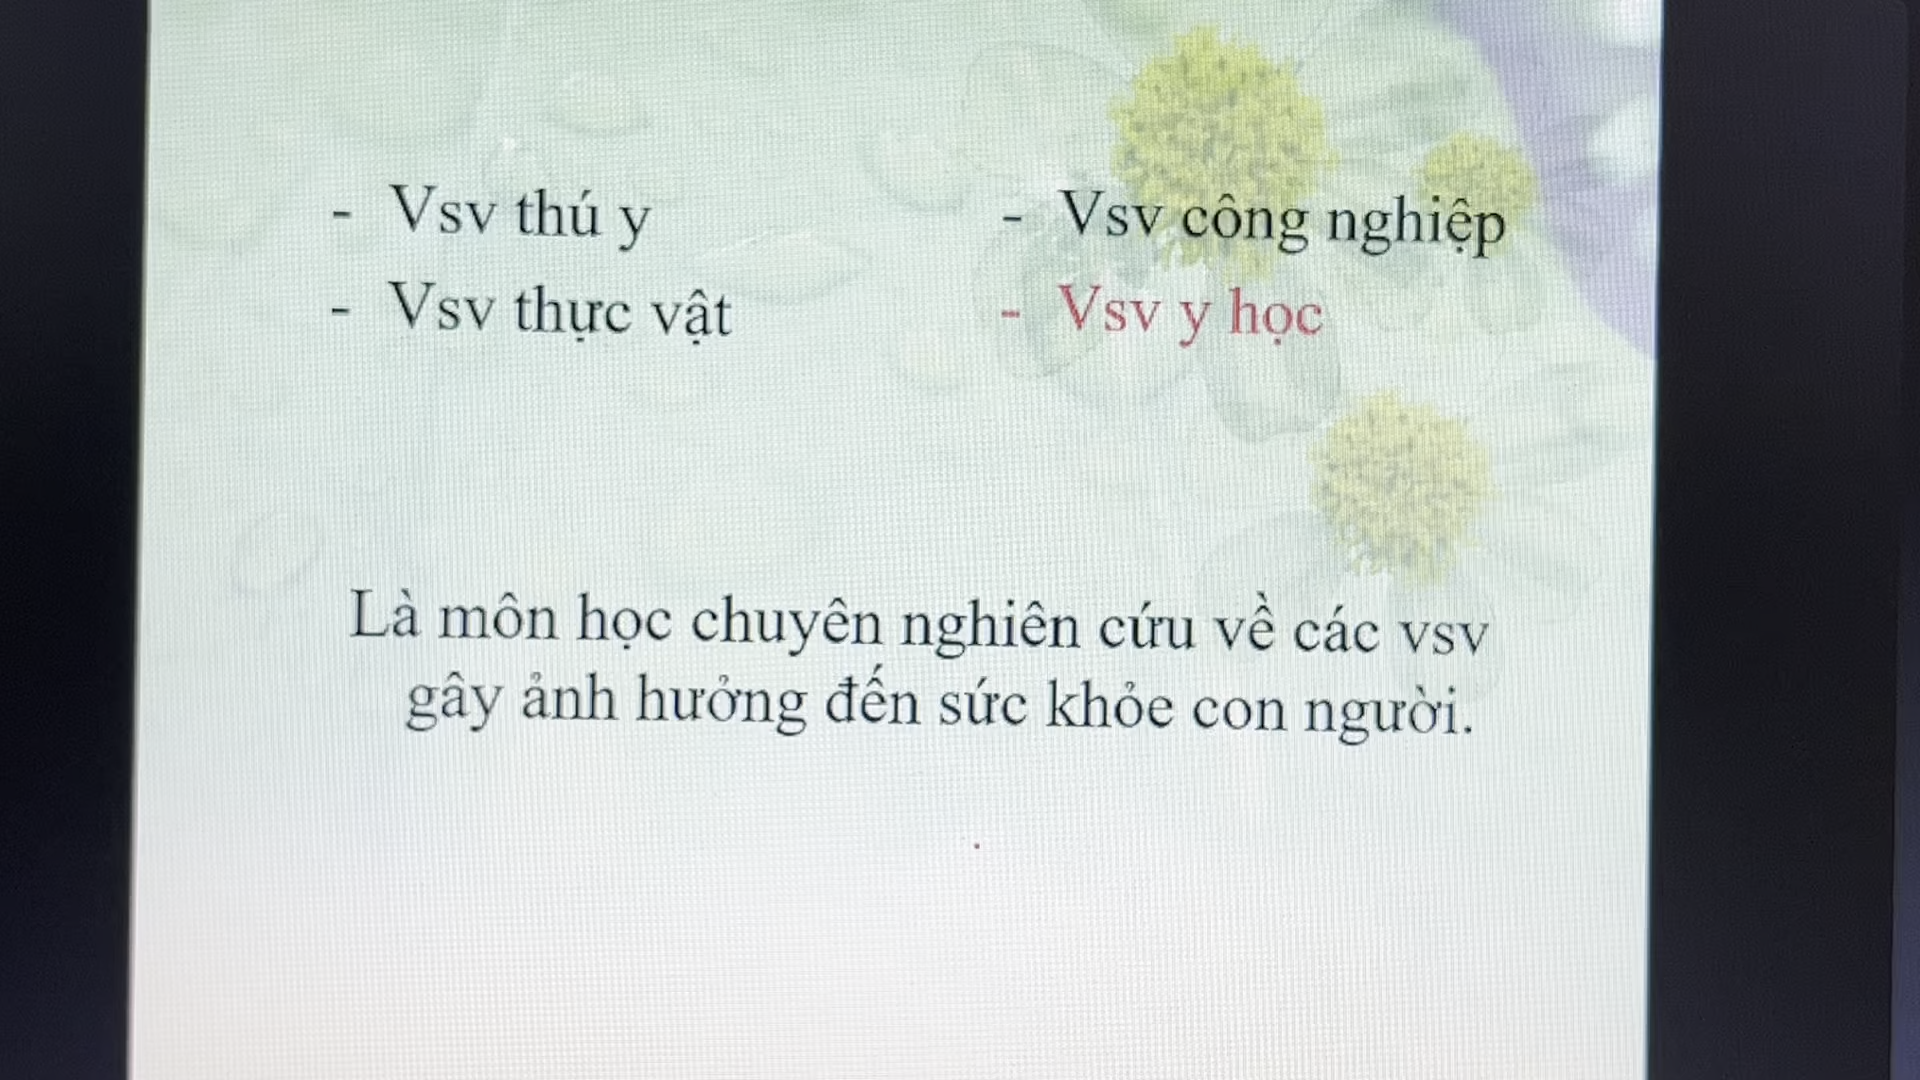 - Vsv thú y
- Vsv thực vật
- Vsv công nghiệp
- Vsv y học
Là môn học chuyên nghiên cứu về các vsv
gây ảnh hưởng đến sức khỏe con người.